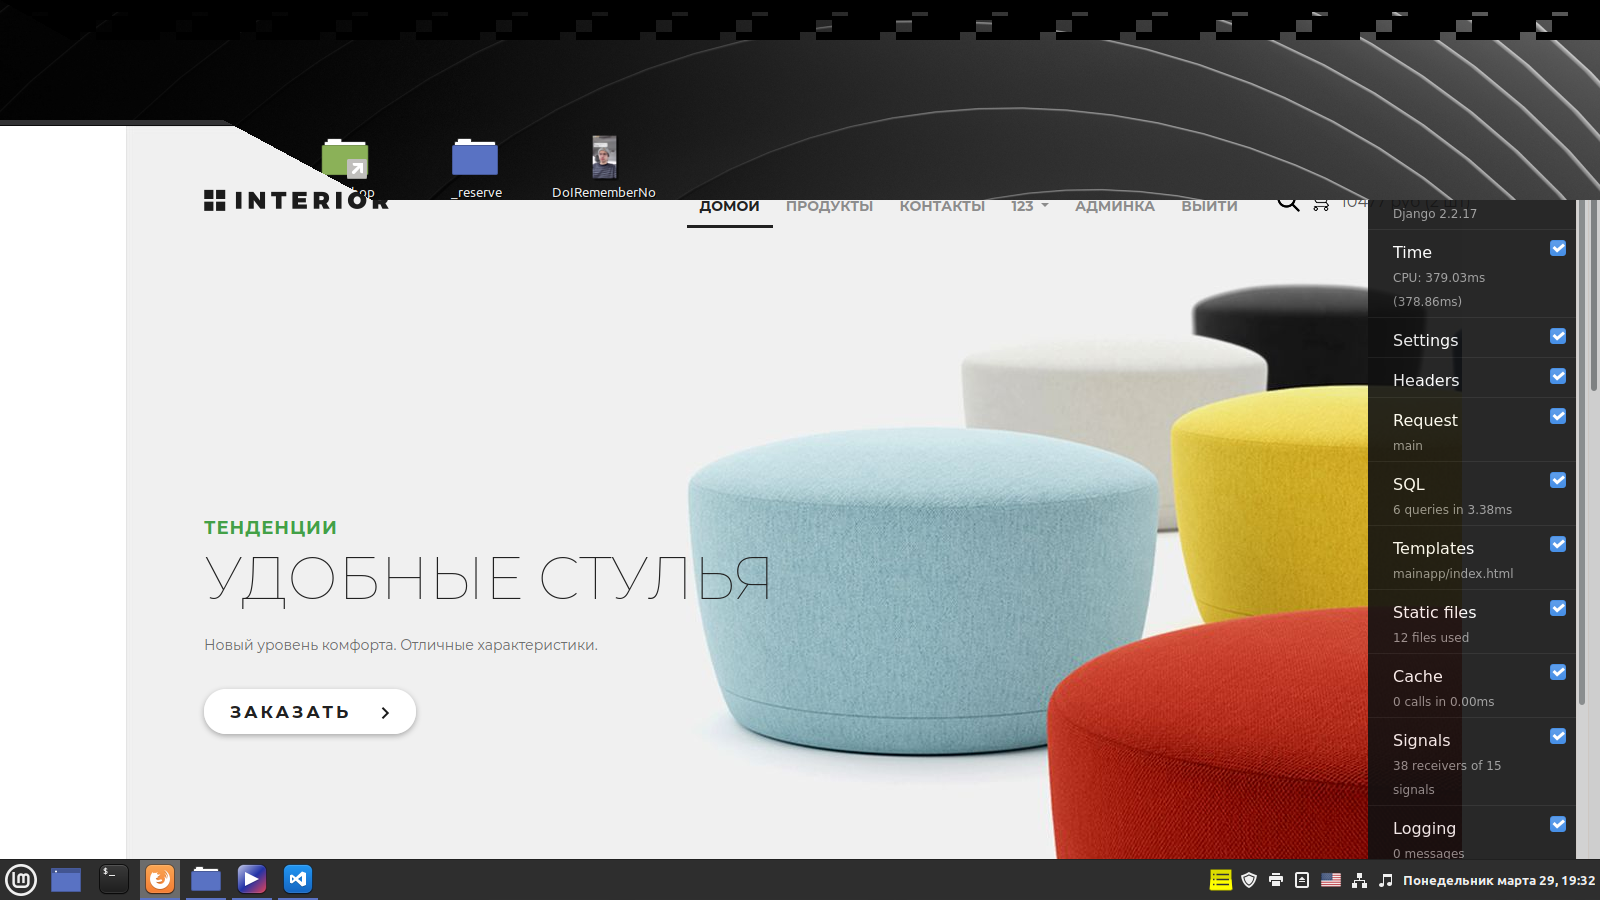 _reserve
DoIRememberNo
INTERIOR
ДОМОЙ
ПРОДУКТЫ
КОНТАКТЫ
123
АДМИНКА
ВЫЙТИ
ТЕНДЕНЦИИ
УДОБНЫЕ СТУЛЬЯ
Новый уровень комфорта. Отличные характеристики.
ЗАКАЗАТЬ
Django 2.2.17
Time
CPU: 379.03ms
(378.86ms)
Settings
Headers
Request
main
SQL
6 queries in 3.38ms
Templates
mainapp/index.html
Static files
12 files used
Cache
0 calls in 0.00ms
Signals
38 receivers of 15
signals
Logging
0 messages
Понедельник марта 29, 19:32